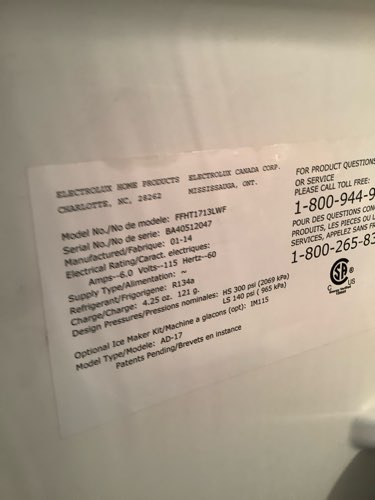 ELECTROLUX HOME PRODUCTS ELECTROLUX CANADA CORP.
CHARLOTTE, NC, 28262 MISSISSAUGA, ONT.
Model No./No de modele: FFHT1713LWF
Serial No./No de serie: BA40512047
Manufactured/Fabrique: 01-14
Electrical Rating/Caract. electriques:
Amps--6.0 Volts--115 Hertz--60
Supply Type/Alimentation: ~
Refrigerant/Frigorigene: R134a
Charge/Charge: 4.25 oz. 121 g.
Design Pressures/Pressions nominales: HS 300 psi (2069 kPa)
LS 140 psi ( 965 kPa)
Optional Ice Maker Kit/Machine a glacons (opt): IM115
Model Type/Modele: AD-17
Patents Pending/Brevets en instance
FOR PRODUCT QUESTIONS
OR SERVICE
PLEASE CALL TOLL FREE:
1-800-944-9
POUR DES QUESTIONS CON
PRODUITS, LES PIECES OU L
SERVICES, APPELEZ SANS FR
1-800-265-83
SA
C US